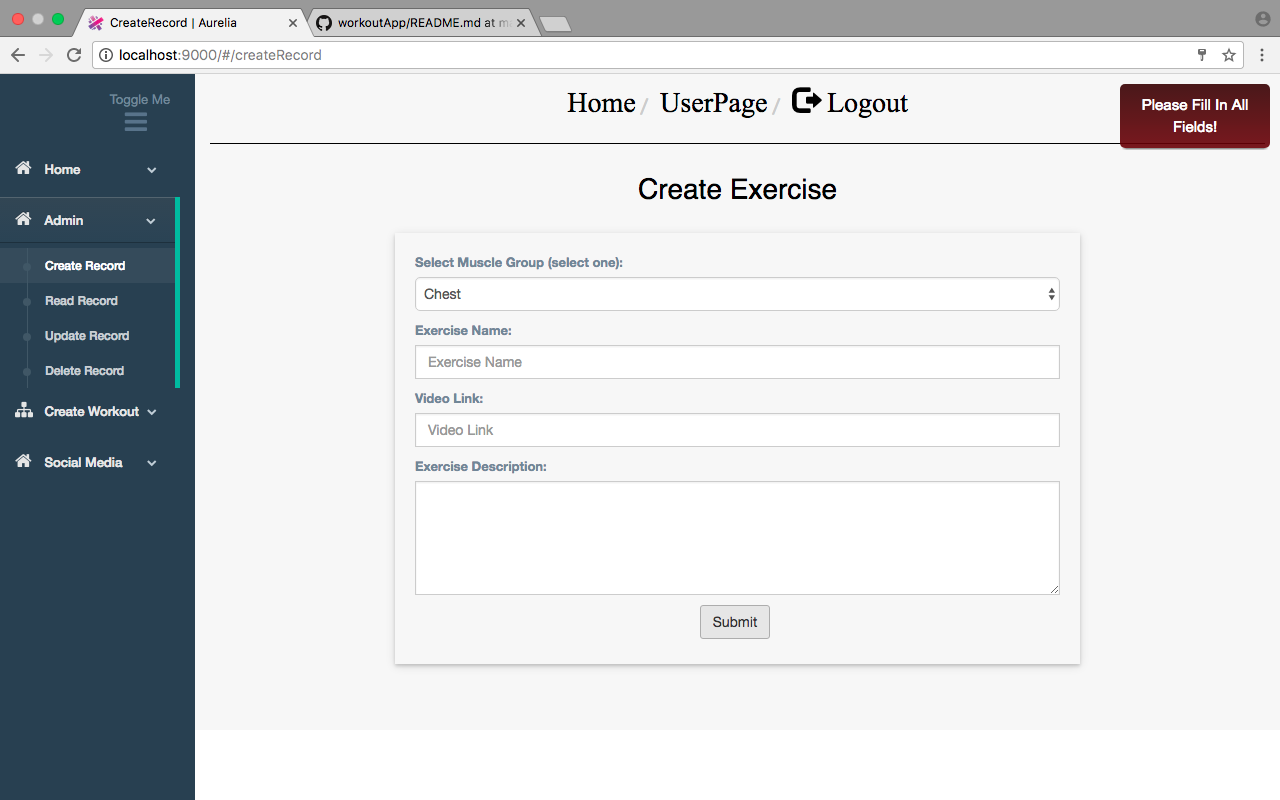 CreateRecord | Aurelia
workoutApp/README.md at m
localhost:9000/#/createRecord
Toggle Me
Home
Admin
Create Record
Read Record
Update Record
Delete Record
Create Workout
Social Media
Home / UserPage / Logout
Please Fill In All
Fields!
Create Exercise
Select Muscle Group (select one):
Chest
Exercise Name:
Exercise Name
Video Link:
Video Link
Exercise Description:
Submit